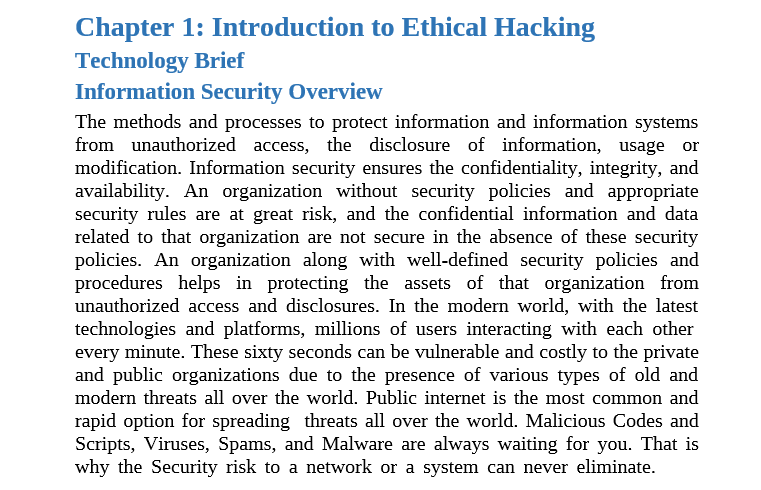 Chapter 1: Introduction to Ethical Hacking
Technology Brief
Information Security Overview
The methods and processes to protect information and information systems
from unauthorized access, the disclosure of information, usage or
modification. Information security ensures the confidentiality, integrity, and
availability. An organization without security policies and appropriate
security rules are at great risk, and the confidential information and data
related to that organization are not secure in the absence of these security
policies. An organization along with well-defined security policies and
procedures helps in protecting the assets of that organization from
unauthorized access and disclosures. In the modern world, with the latest
technologies and platforms, millions of users interacting with each other
every minute. These sixty seconds can be vulnerable and costly to the private
and public organizations due to the presence of various types of old and
modern threats all over the world. Public internet is the most common and
rapid option for spreading threats all over the world. Malicious Codes and
Scripts, Viruses, Spams, and Malware are always waiting for you. That is
why the Security risk to a network or a system can never eliminate.